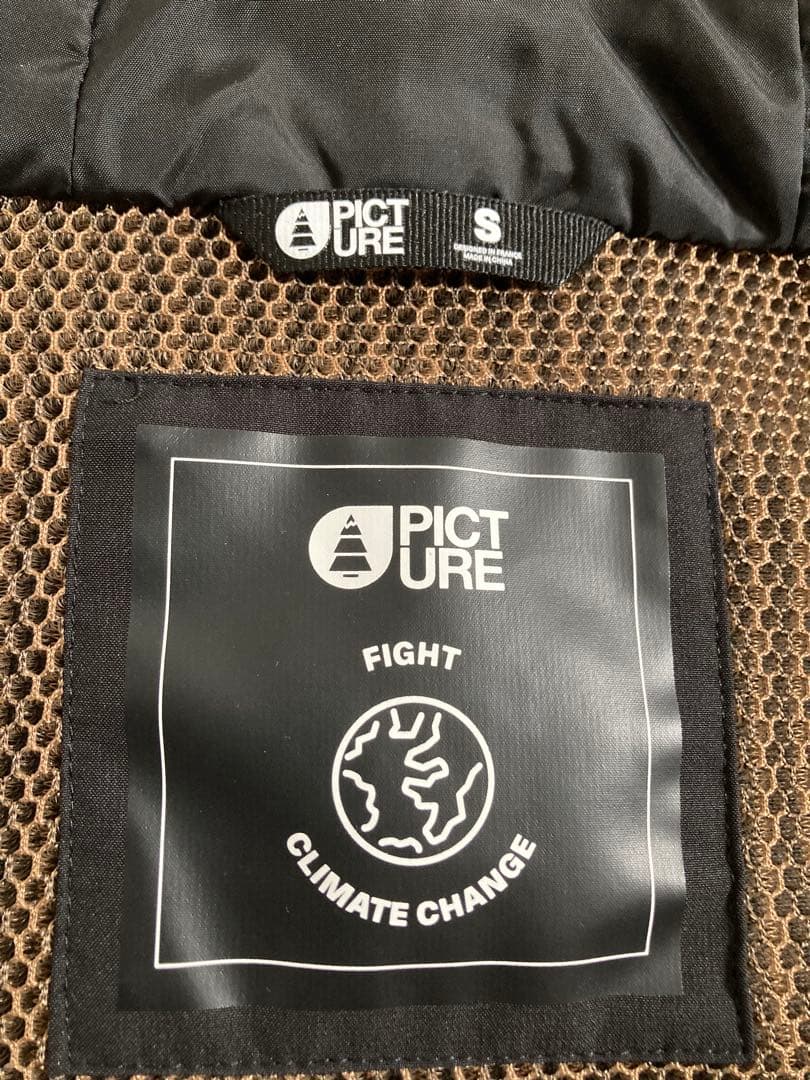 PICT
URE
S
DESIGNED IN FRANCE
MADE IN CHINA
PICT
URE
FIGHT
CLIMATE CHANGE